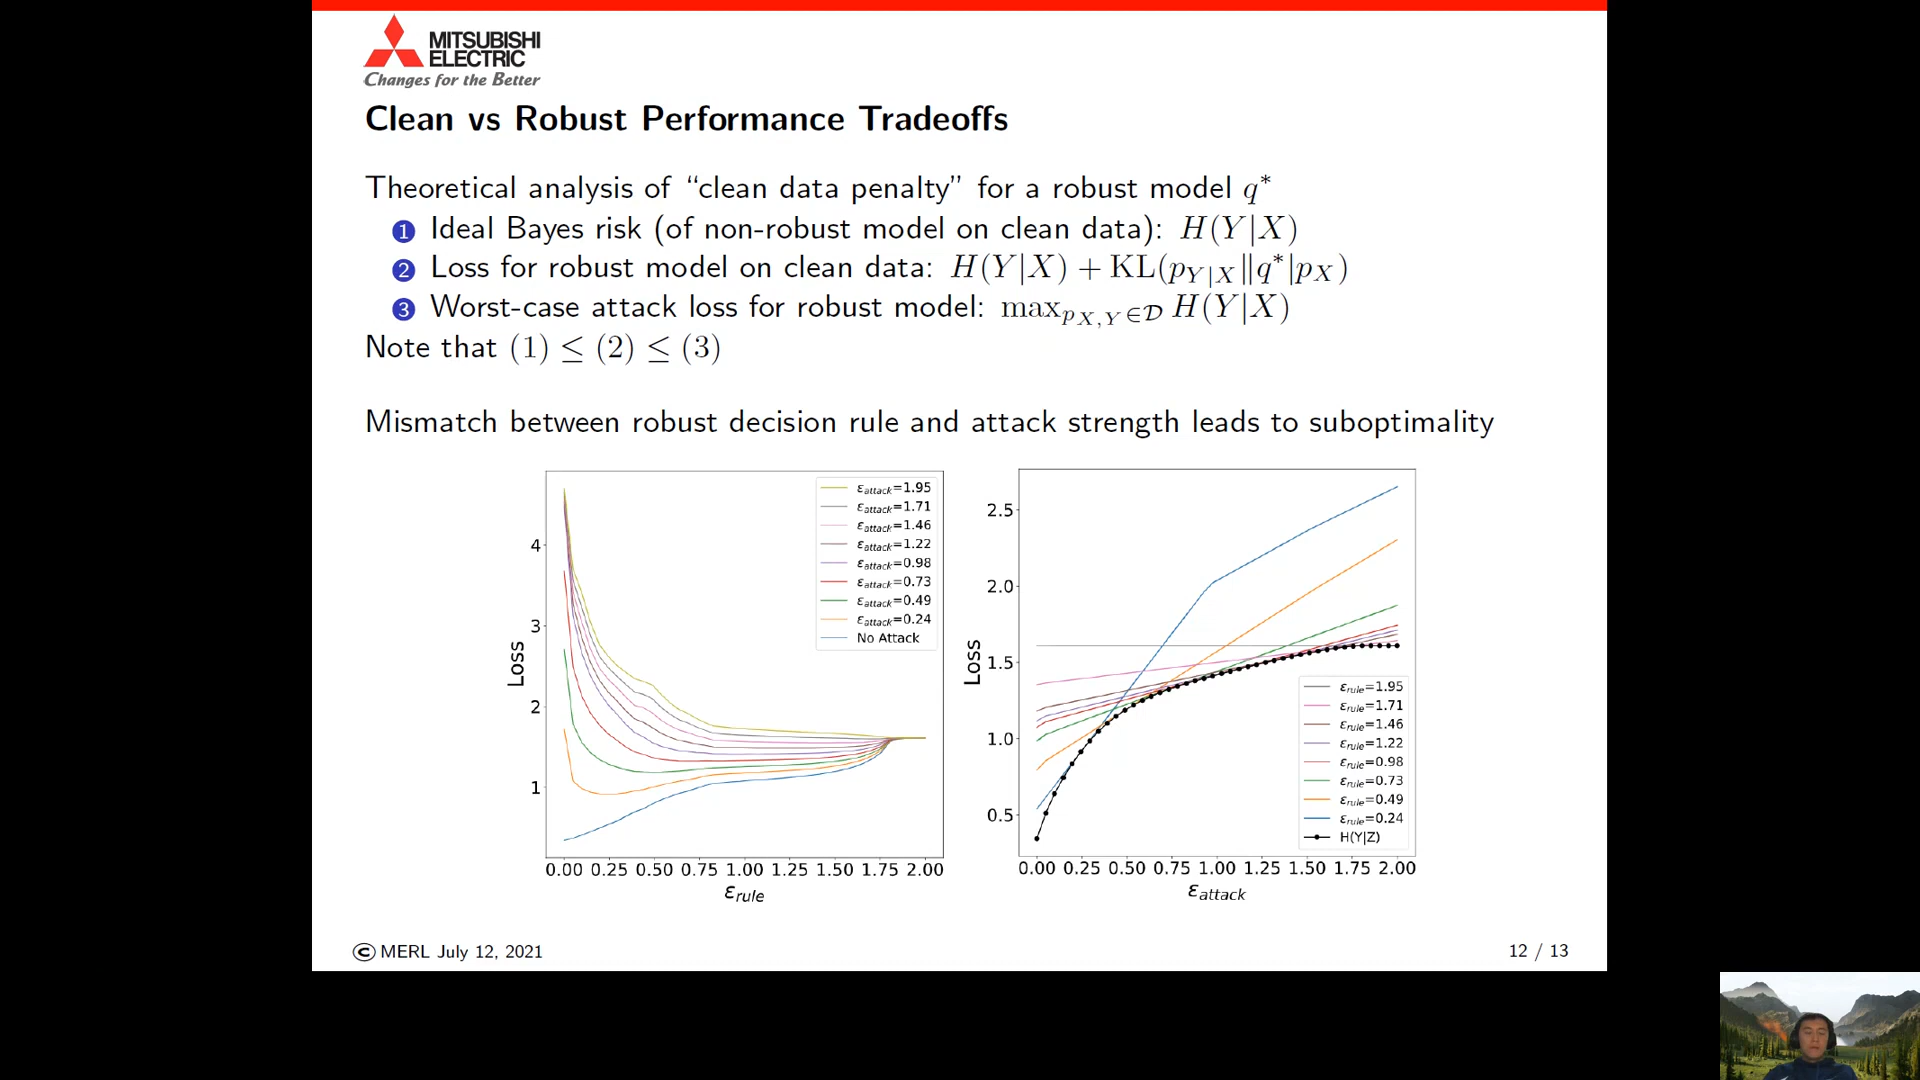 MITSUBISHI
ELECTRIC
Changes for the Better
Clean vs Robust Performance Tradeoffs
Theoretical analysis of “clean data penalty” for a robust model q*
1 Ideal Bayes risk (of non-robust model on clean data): H(Y|X)
2 Loss for robust model on clean data: H(Y|X) + KL(p_{Y|X}‖q*|p_X)
3 Worst-case attack loss for robust model: max_{p_{X,Y}∈𝒟} H(Y|X)
Note that (1) ≤ (2) ≤ (3)
Mismatch between robust decision rule and attack strength leads to suboptimality
Loss
4
3
2
1
ε_attack=1.95
ε_attack=1.71
ε_attack=1.46
ε_attack=1.22
ε_attack=0.98
ε_attack=0.73
ε_attack=0.49
ε_attack=0.24
No Attack
0.00 0.25 0.50 0.75 1.00 1.25 1.50 1.75 2.00
ε_rule
Loss
2.5
2.0
1.5
1.0
0.5
ε_rule=1.95
ε_rule=1.71
ε_rule=1.46
ε_rule=1.22
ε_rule=0.98
ε_rule=0.73
ε_rule=0.49
ε_rule=0.24
H(Y|Z)
0.00 0.25 0.50 0.75 1.00 1.25 1.50 1.75 2.00
ε_attack
© MERL July 12, 2021
12 / 13